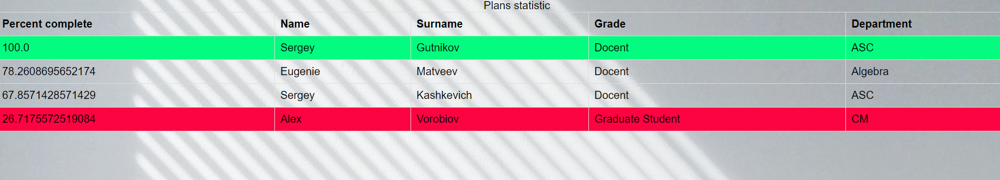 Plans statistic
Percent complete Name Surname Grade Department
100.0 Sergey Gutnikov Docent ASC
78.2608695652174 Eugenie Matveev Docent Algebra
67.8571428571429 Sergey Kashkevich Docent ASC
26.7175572519084 Alex Vorobiov Graduate Student CM